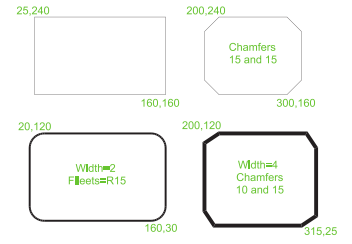 25,240
200,240
Chamfers
15 and 15
160,160
300,160
20,120
200,120
Width=2
Fleets=R15
Width=4
Chamfers
10 and 15
160,30
315,25